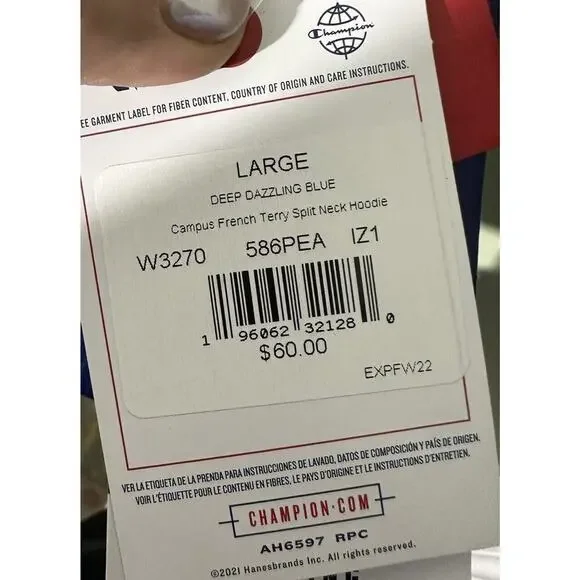 Champion
EE GARMENT LABEL FOR FIBER CONTENT, COUNTRY OF ORIGIN AND CARE INSTRUCTIONS.
LARGE
DEEP DAZZLING BLUE
Campus French Terry Split Neck Hoodie
W3270 586PEA IZ1
1 96062 32128 0
$60.00
EXPFW22
VER LA ETIQUETA DE LA PRENDA PARA INSTRUCCIONES DE LAVADO, DATOS DE COMPOSICIÓN Y PAÍS DE ORIGEN.
VOIR L'ÉTIQUETTE POUR LE CONTENU EN FIBRES, LE PAYS D'ORIGINE ET LE INSTRUCTIONS D'ENTRETIEN.
CHAMPION·COM
AH6597 RPC
©2021 Hanesbrands Inc. All rights reserved.